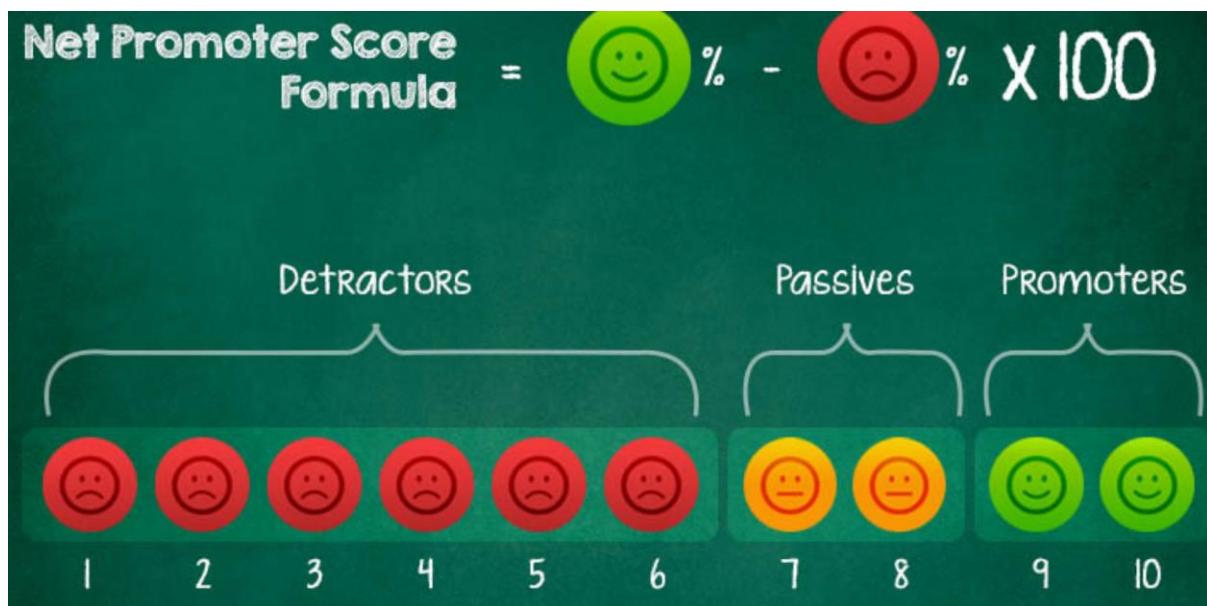 Net Promoter Score
Formula = % - % X 100
Detractors Passives Promoters
1 2 3 4 5 6 7 8 9 10